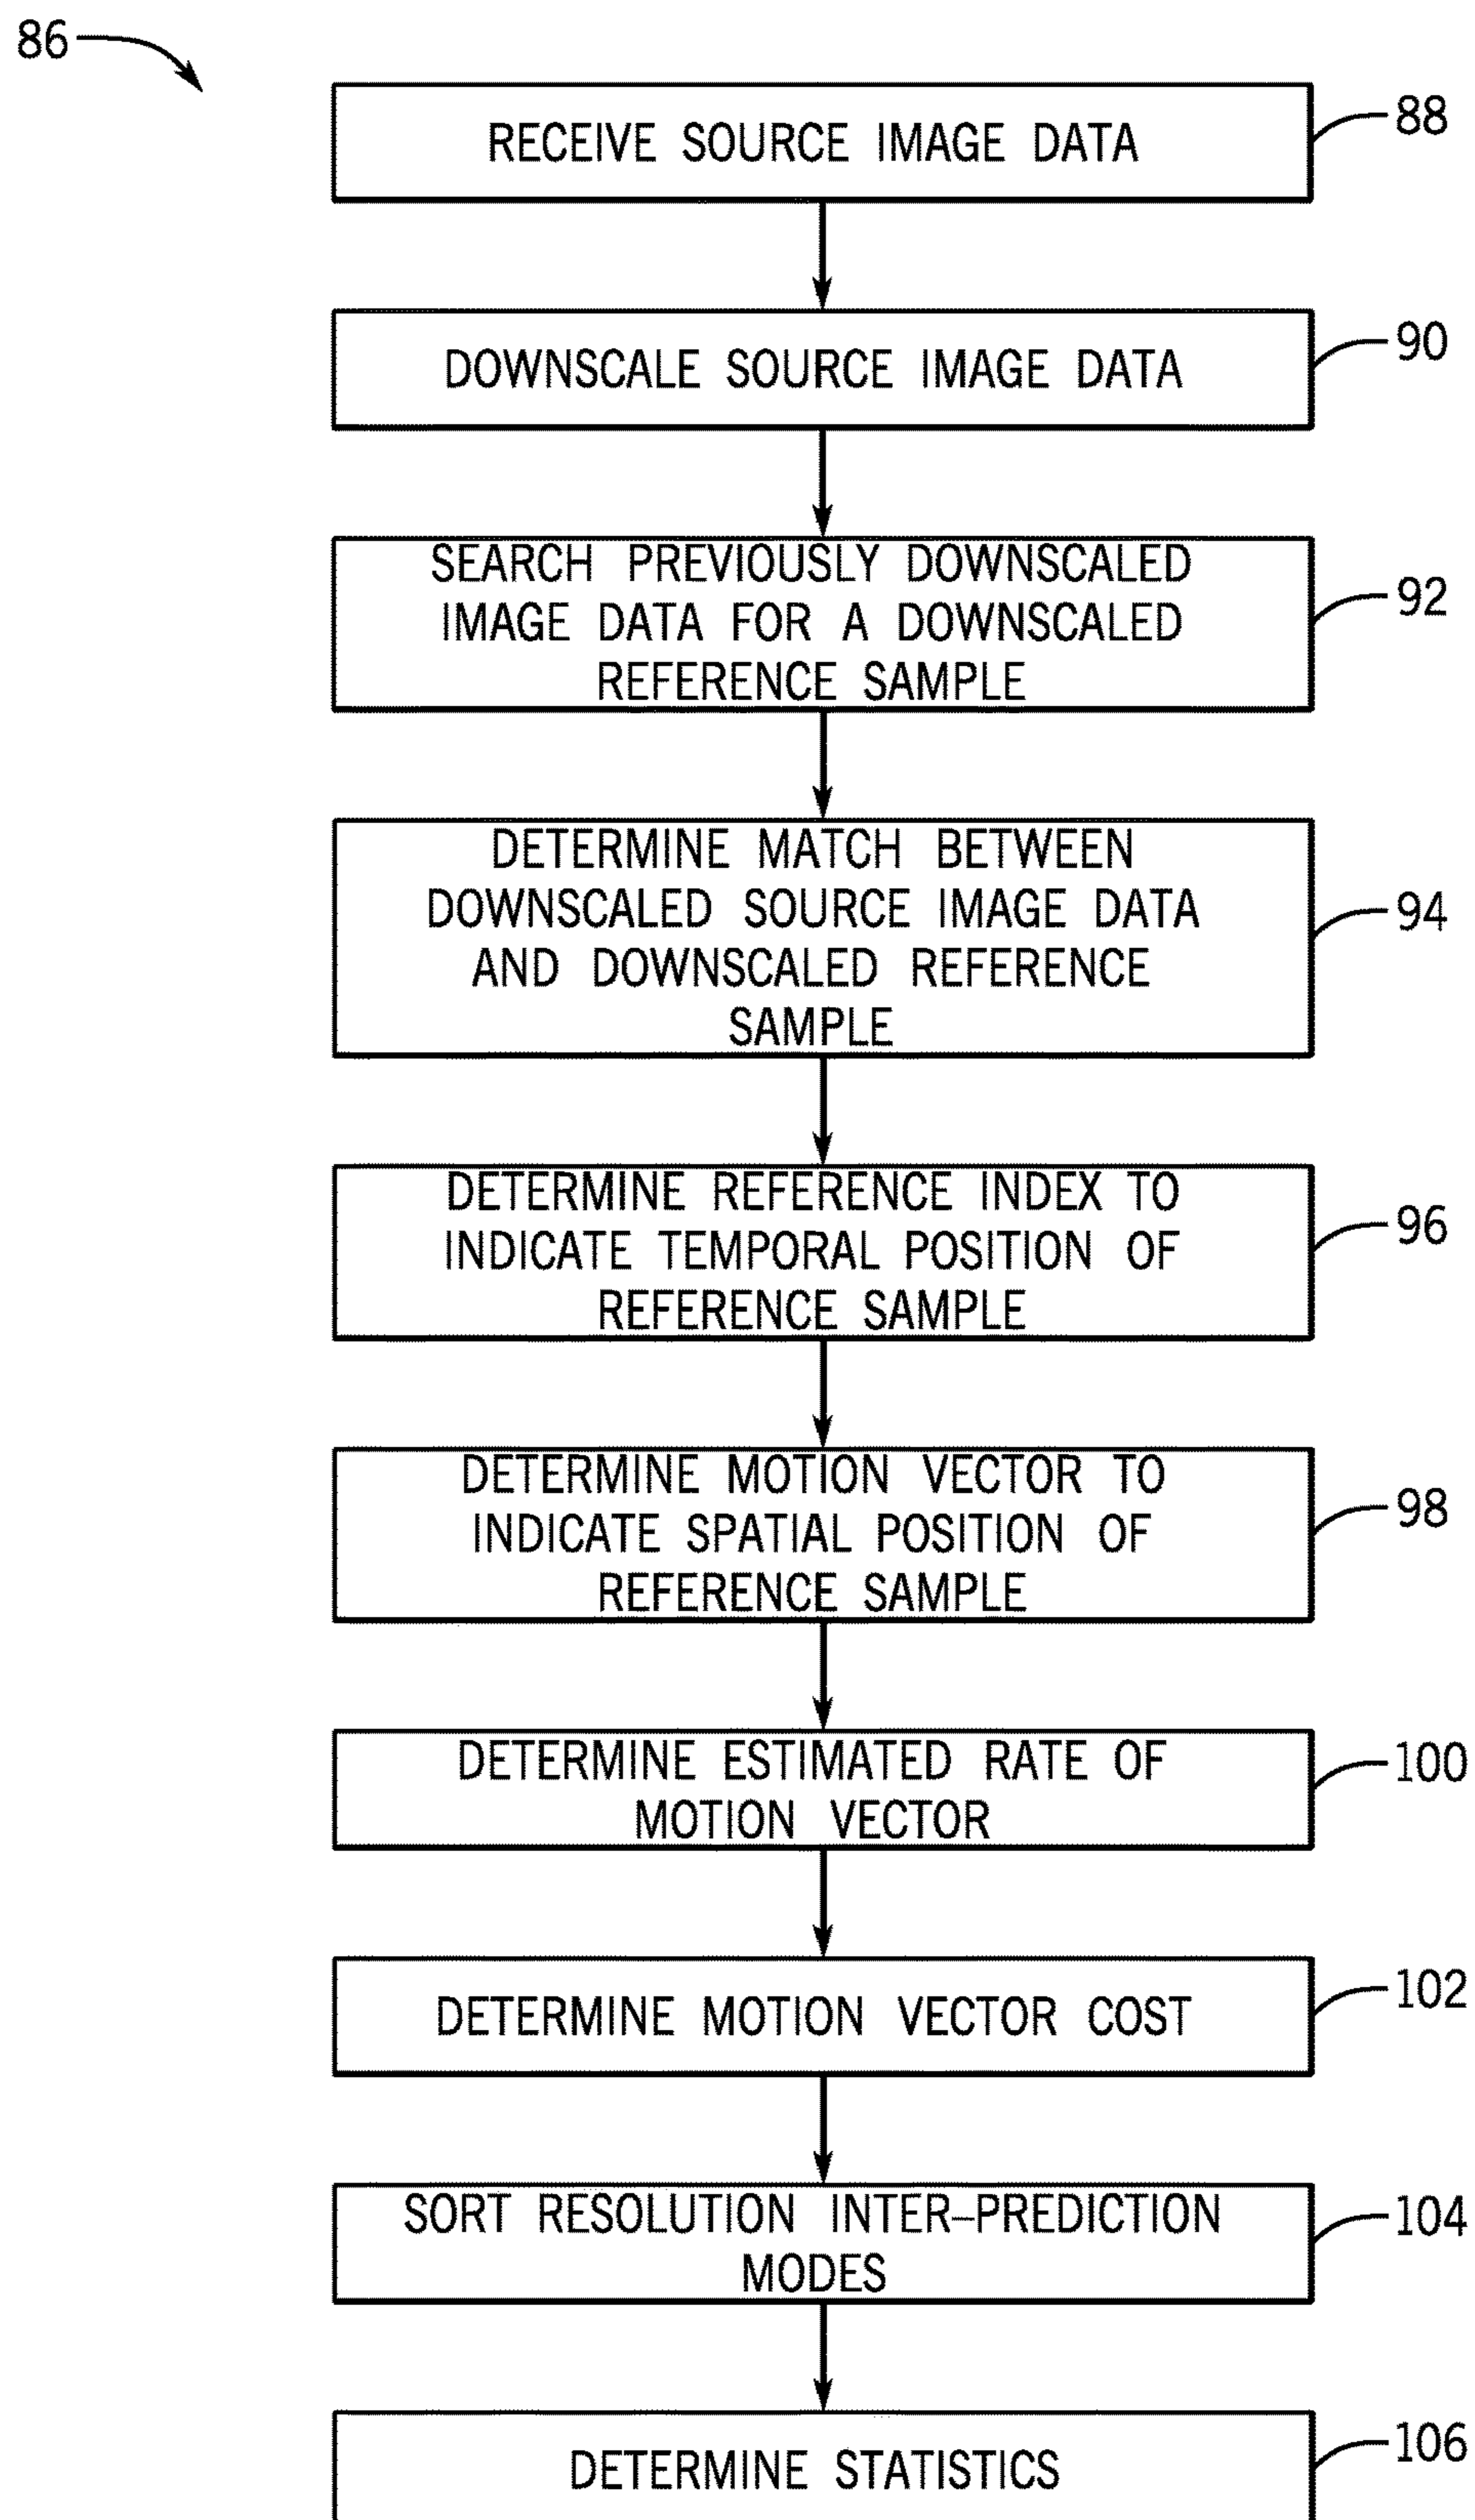 86
RECEIVE SOURCE IMAGE DATA
88
DOWNSCALE SOURCE IMAGE DATA
90
SEARCH PREVIOUSLY DOWNSCALED
IMAGE DATA FOR A DOWNSCALED
REFERENCE SAMPLE
92
DETERMINE MATCH BETWEEN
DOWNSCALED SOURCE IMAGE DATA
AND DOWNSCALED REFERENCE
SAMPLE
94
DETERMINE REFERENCE INDEX TO
INDICATE TEMPORAL POSITION OF
REFERENCE SAMPLE
96
DETERMINE MOTION VECTOR TO
INDICATE SPATIAL POSITION OF
REFERENCE SAMPLE
98
DETERMINE ESTIMATED RATE OF
MOTION VECTOR
100
DETERMINE MOTION VECTOR COST
102
SORT RESOLUTION INTER-PREDICTION
MODES
104
DETERMINE STATISTICS
106